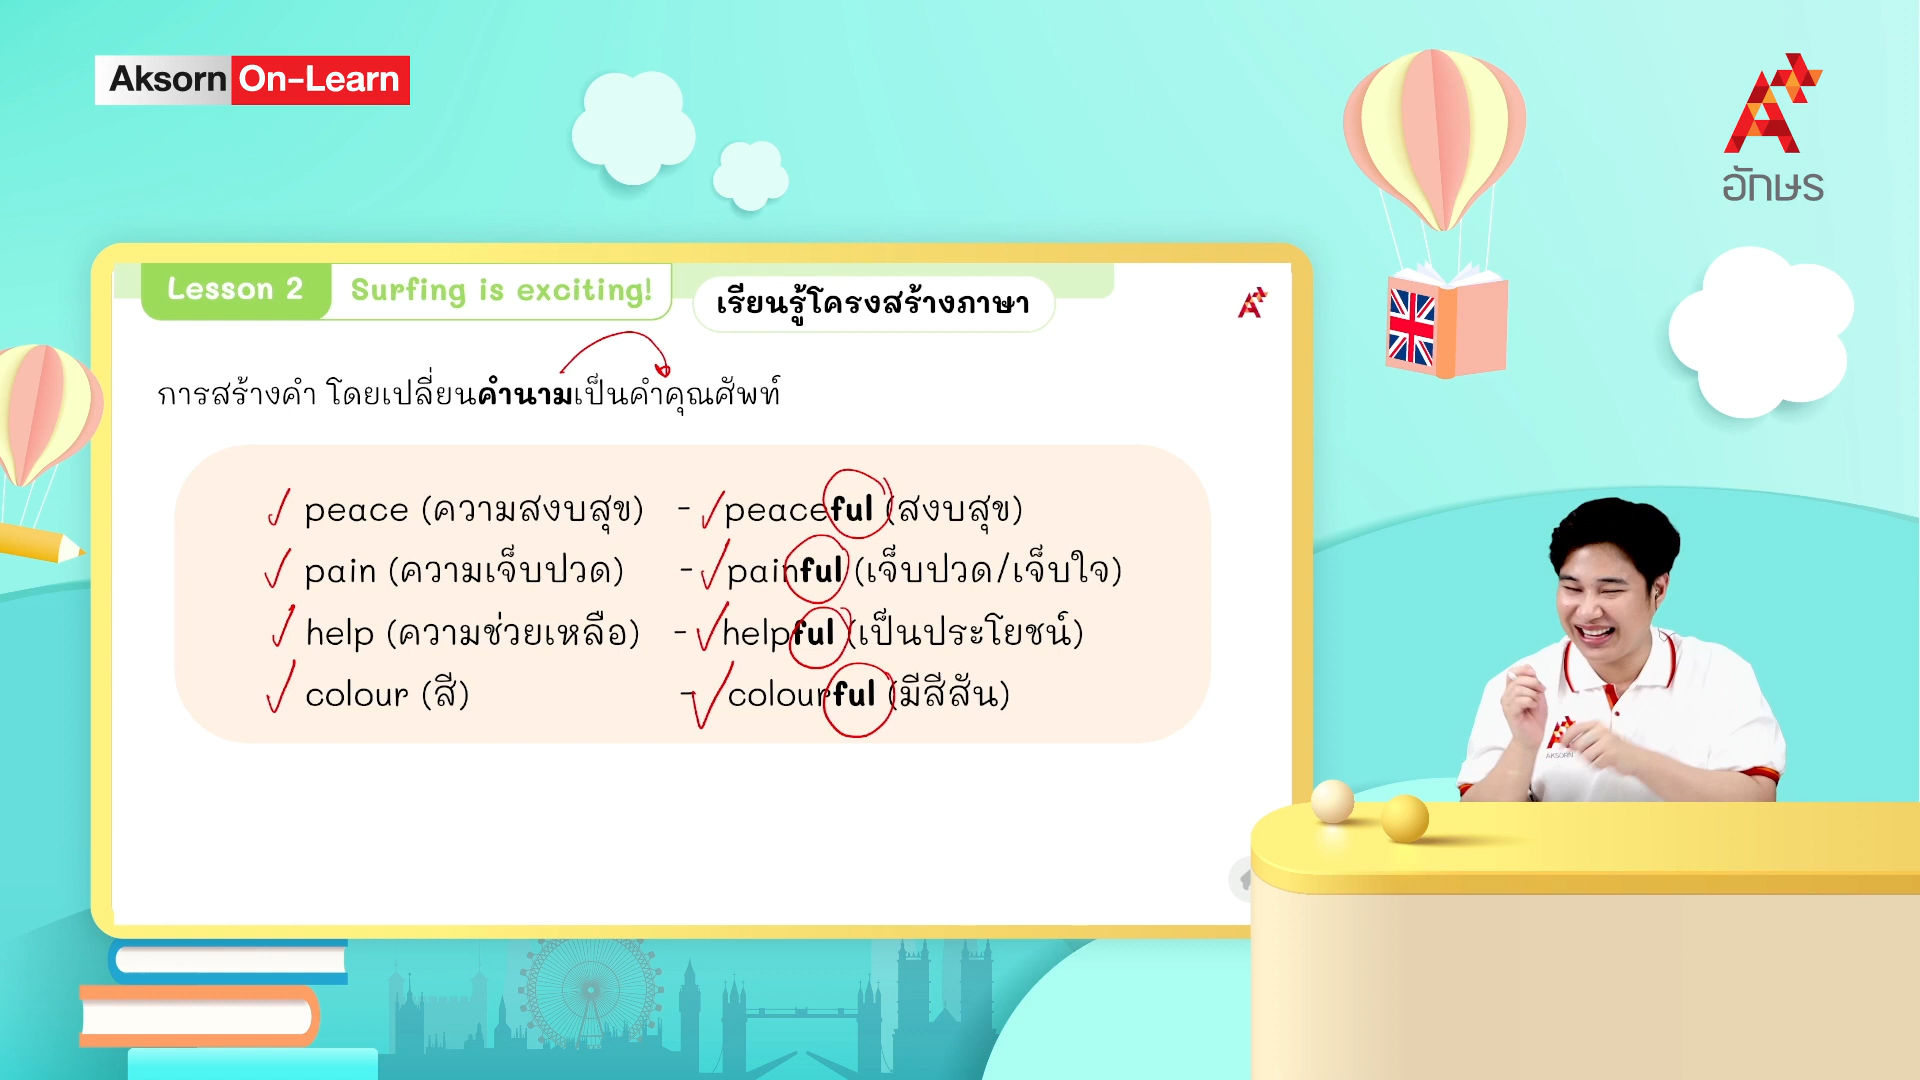 Aksorn On-Learn
อักษร
Lesson 2 Surfing is exciting! เรียนรู้โครงสร้างภาษา
การสร้างคำ โดยเปลี่ยนคำนามเป็นคำคุณศัพท์
peace (ความสงบสุข) - peaceful (สงบสุข)
pain (ความเจ็บปวด) - painful (เจ็บปวด/เจ็บใจ)
help (ความช่วยเหลือ) - helpful (เป็นประโยชน์)
colour (สี) - colourful (มีสีสัน)
AKSORN